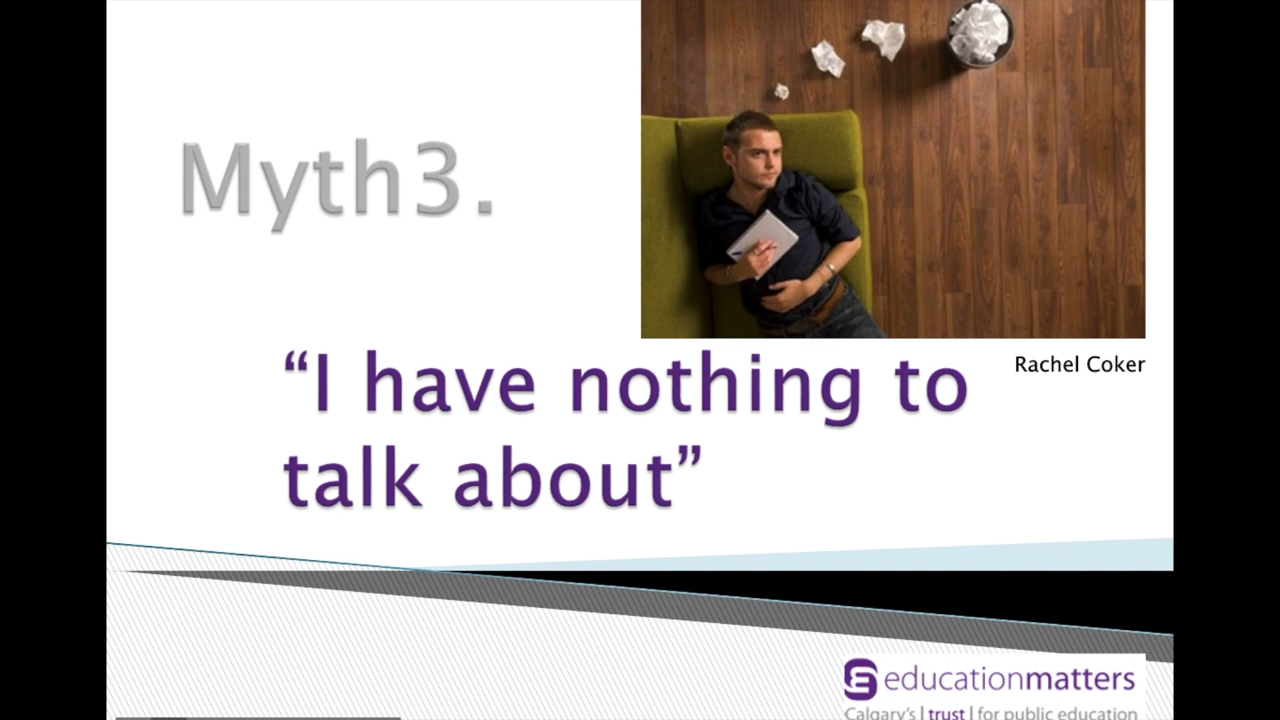 Myth3.
Rachel Coker
“I have nothing to
talk about”
educationmatters
Calgary's | trust | for public education